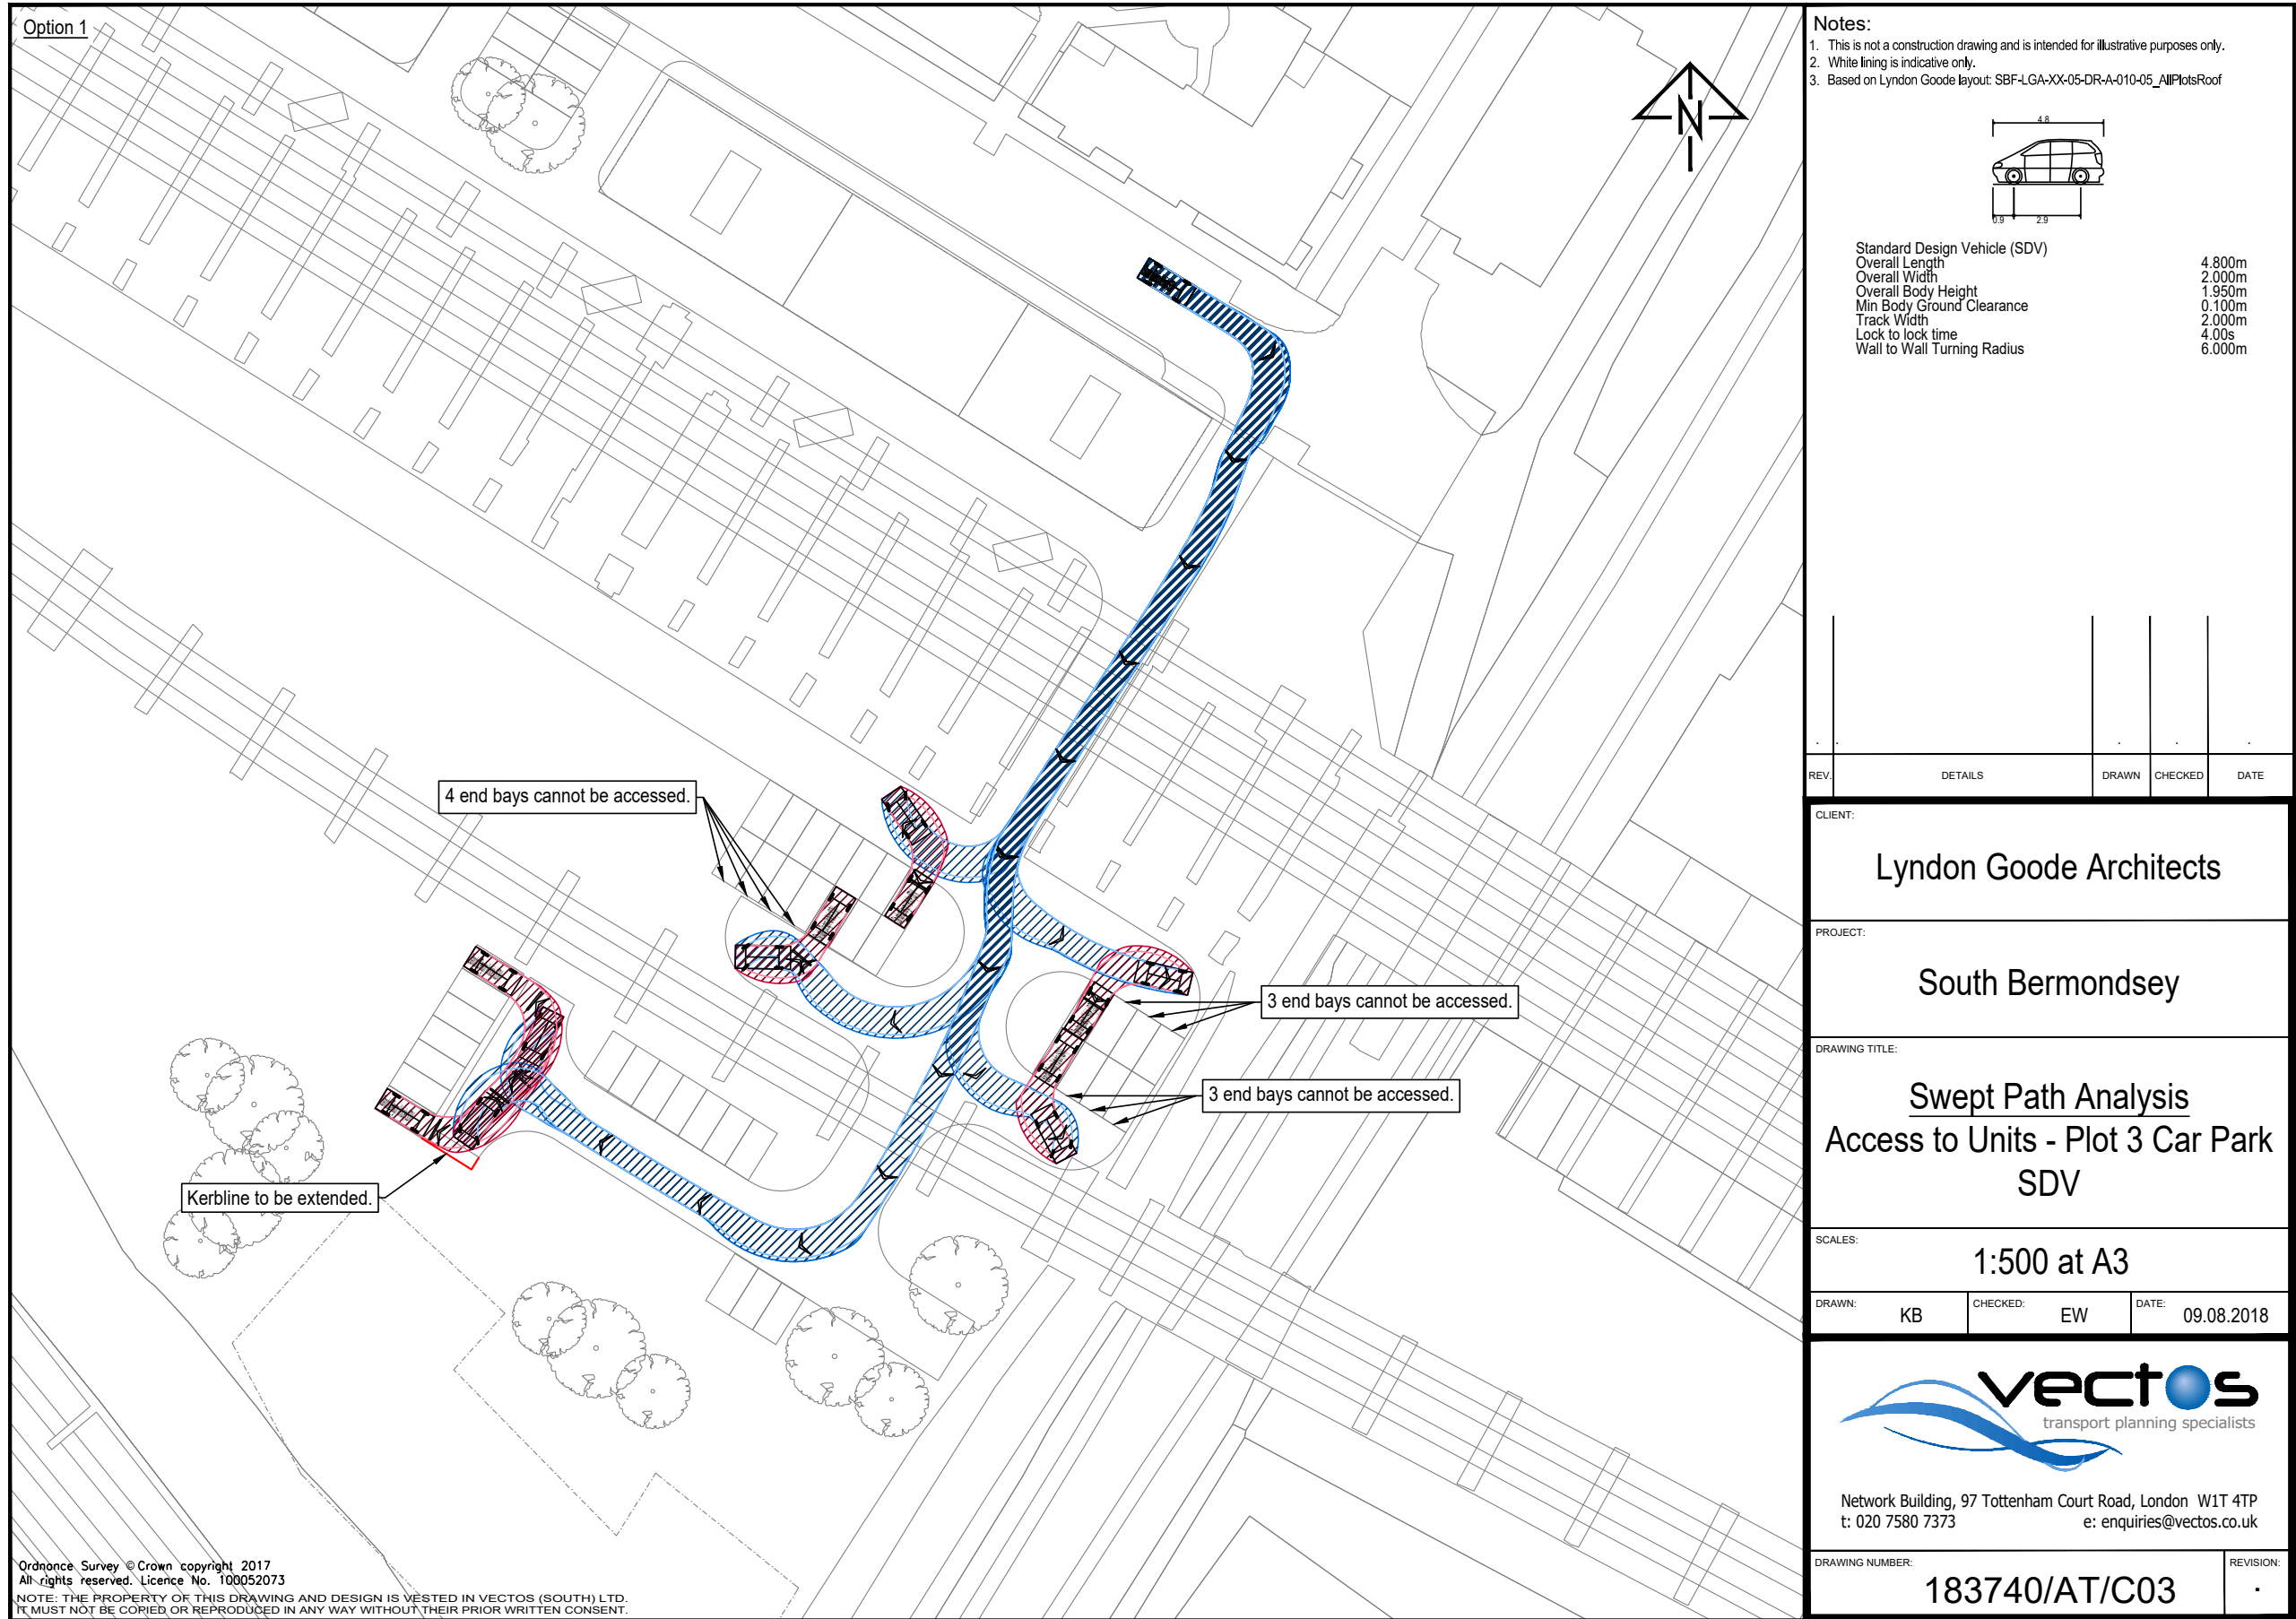 Option 1
4 end bays cannot be accessed.
3 end bays cannot be accessed.
3 end bays cannot be accessed.
Kerbline to be extended.
N
Ordnance Survey © Crown copyright 2017
All rights reserved. Licence No. 100052073
NOTE: THE PROPERTY OF THIS DRAWING AND DESIGN IS VESTED IN VECTOS (SOUTH) LTD.
IT MUST NOT BE COPIED OR REPRODUCED IN ANY WAY WITHOUT THEIR PRIOR WRITTEN CONSENT.
Notes:
1. This is not a construction drawing and is intended for illustrative purposes only.
2. White lining is indicative only.
3. Based on Lyndon Goode layout: SBF-LGA-XX-05-DR-A-010-05_AllPlotsRoof
4.8
0.9 2.9
Standard Design Vehicle (SDV)
Overall Length 4.800m
Overall Width 2.000m
Overall Body Height 1.950m
Min Body Ground Clearance 0.100m
Track Width 2.000m
Lock to lock time 4.00s
Wall to Wall Turning Radius 6.000m
. . . . .
REV. DETAILS DRAWN CHECKED DATE
CLIENT:
Lyndon Goode Architects
PROJECT:
South Bermondsey
DRAWING TITLE:
Swept Path Analysis
Access to Units - Plot 3 Car Park
SDV
SCALES:
1:500 at A3
DRAWN: KB CHECKED: EW DATE: 09.08.2018
vectos
transport planning specialists
Network Building, 97 Tottenham Court Road, London W1T 4TP
t: 020 7580 7373 e: enquiries@vectos.co.uk
DRAWING NUMBER: REVISION:
183740/AT/C03 .